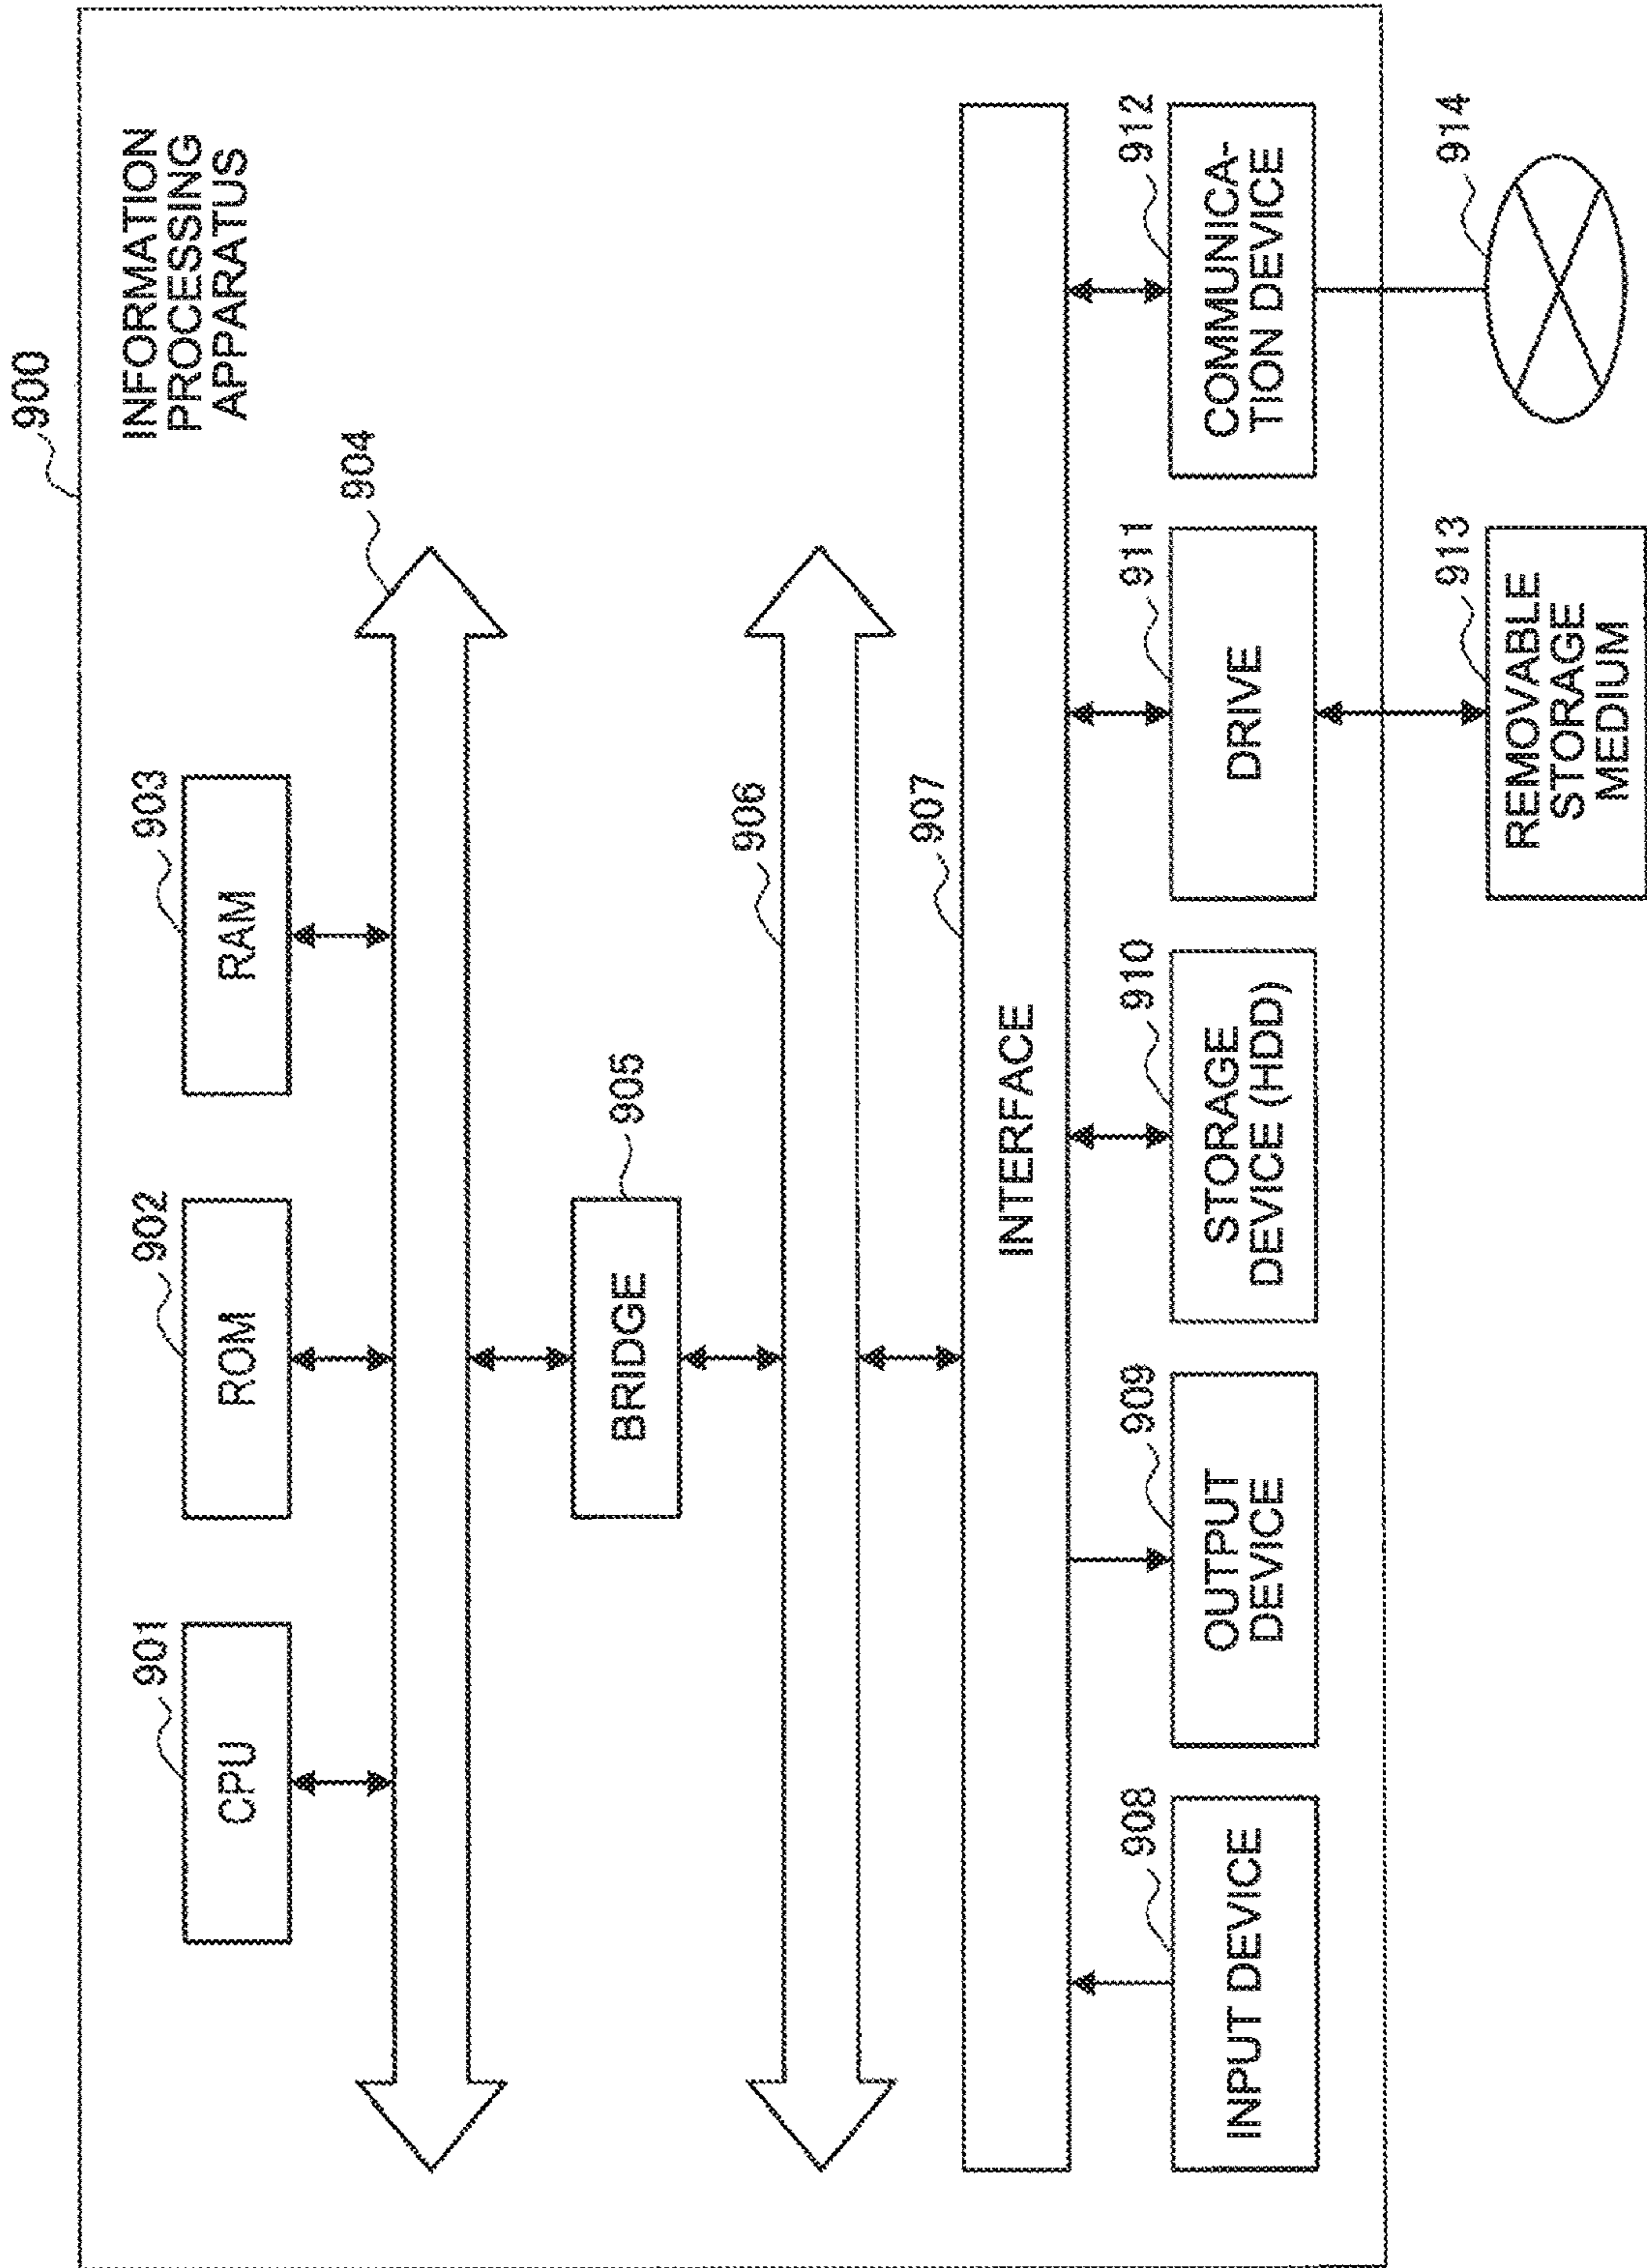 900
INFORMATION
PROCESSING
APPARATUS
901
CPU
902
ROM
903
RAM
904
905
BRIDGE
906
907
INTERFACE
908
INPUT DEVICE
909
OUTPUT
DEVICE
910
STORAGE
DEVICE (HDD)
911
DRIVE
912
COMMUNICA-
TION DEVICE
913
REMOVABLE
STORAGE
MEDIUM
914